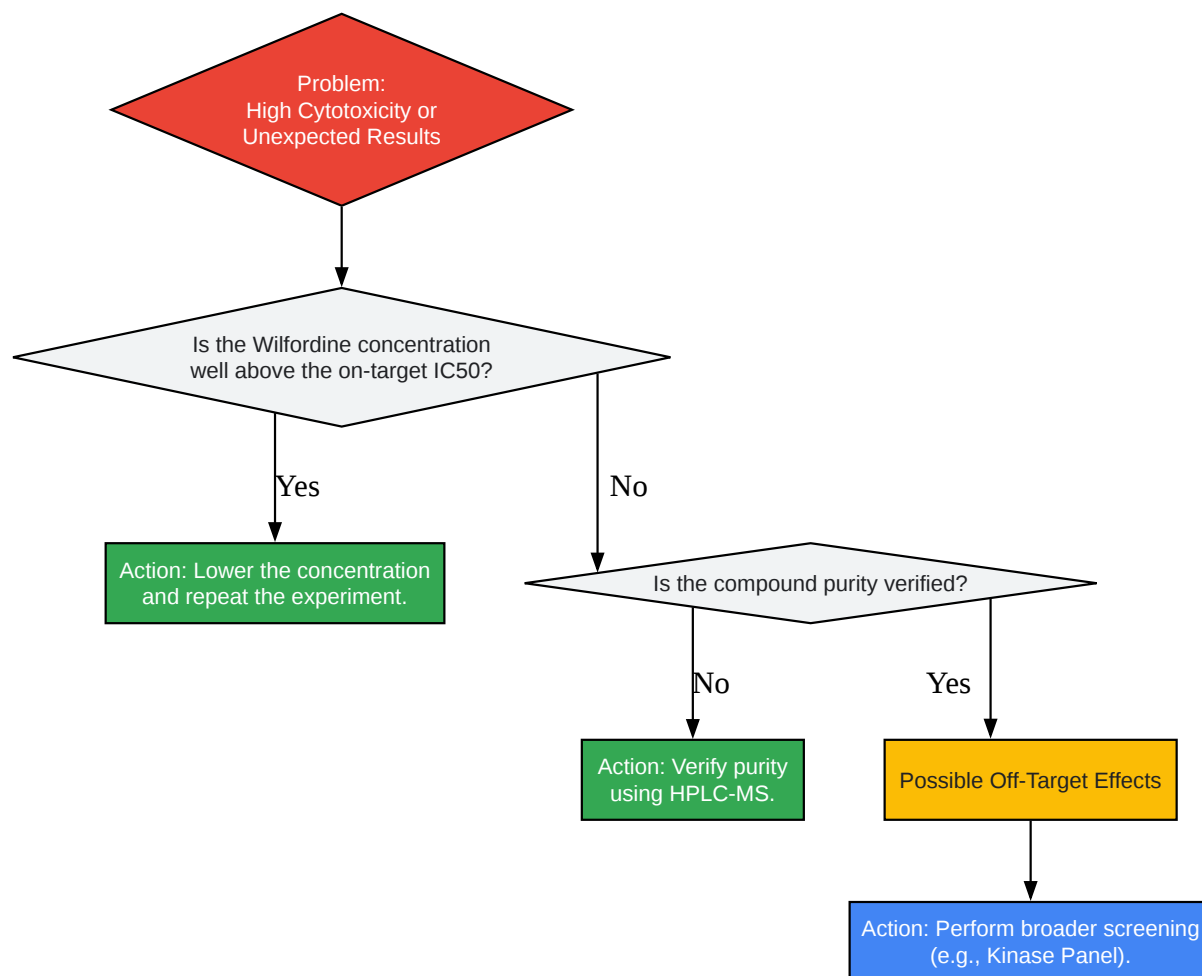 Problem:
High Cytotoxicity or
Unexpected Results
Is the Wilfordine concentration
well above the on-target IC50?
Yes
No
Action: Lower the concentration
and repeat the experiment.
Is the compound purity verified?
No
Yes
Action: Verify purity
using HPLC-MS.
Possible Off-Target Effects
Action: Perform broader screening
(e.g., Kinase Panel).